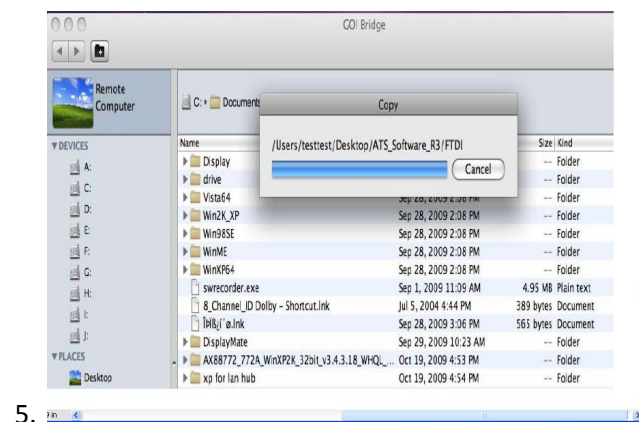 GO! Bridge
Remote
Computer
C: ▸ Documents
Copy
/Users/testtest/Desktop/ATS_Software_R3/FTDI
Cancel
▼ DEVICES
A:
C:
D:
E:
F:
G:
H:
I:
J:
▼ PLACES
Desktop
Name Size Kind
Display -- Folder
drive -- Folder
Vista64 Sep 28, 2009 2:08 PM -- Folder
Win2K_XP Sep 28, 2009 2:08 PM -- Folder
Win98SE Sep 28, 2009 2:08 PM -- Folder
WinME Sep 28, 2009 2:08 PM -- Folder
WinXP64 Sep 28, 2009 2:08 PM -- Folder
swrecorder.exe Sep 1, 2009 11:09 AM 4.95 MB Plain text
8_Channel_ID Dolby - Shortcut.lnk Jul 5, 2004 4:44 PM 389 bytes Document
Sep 28, 2009 3:06 PM 565 bytes Document
DisplayMate Sep 29, 2009 10:23 AM -- Folder
AX88772_772A_WinXP2K_32bit_v3.4.3.18_WHQL_... Oct 19, 2009 4:53 PM -- Folder
xp for lan hub Oct 19, 2009 4:54 PM -- Folder
5.
in